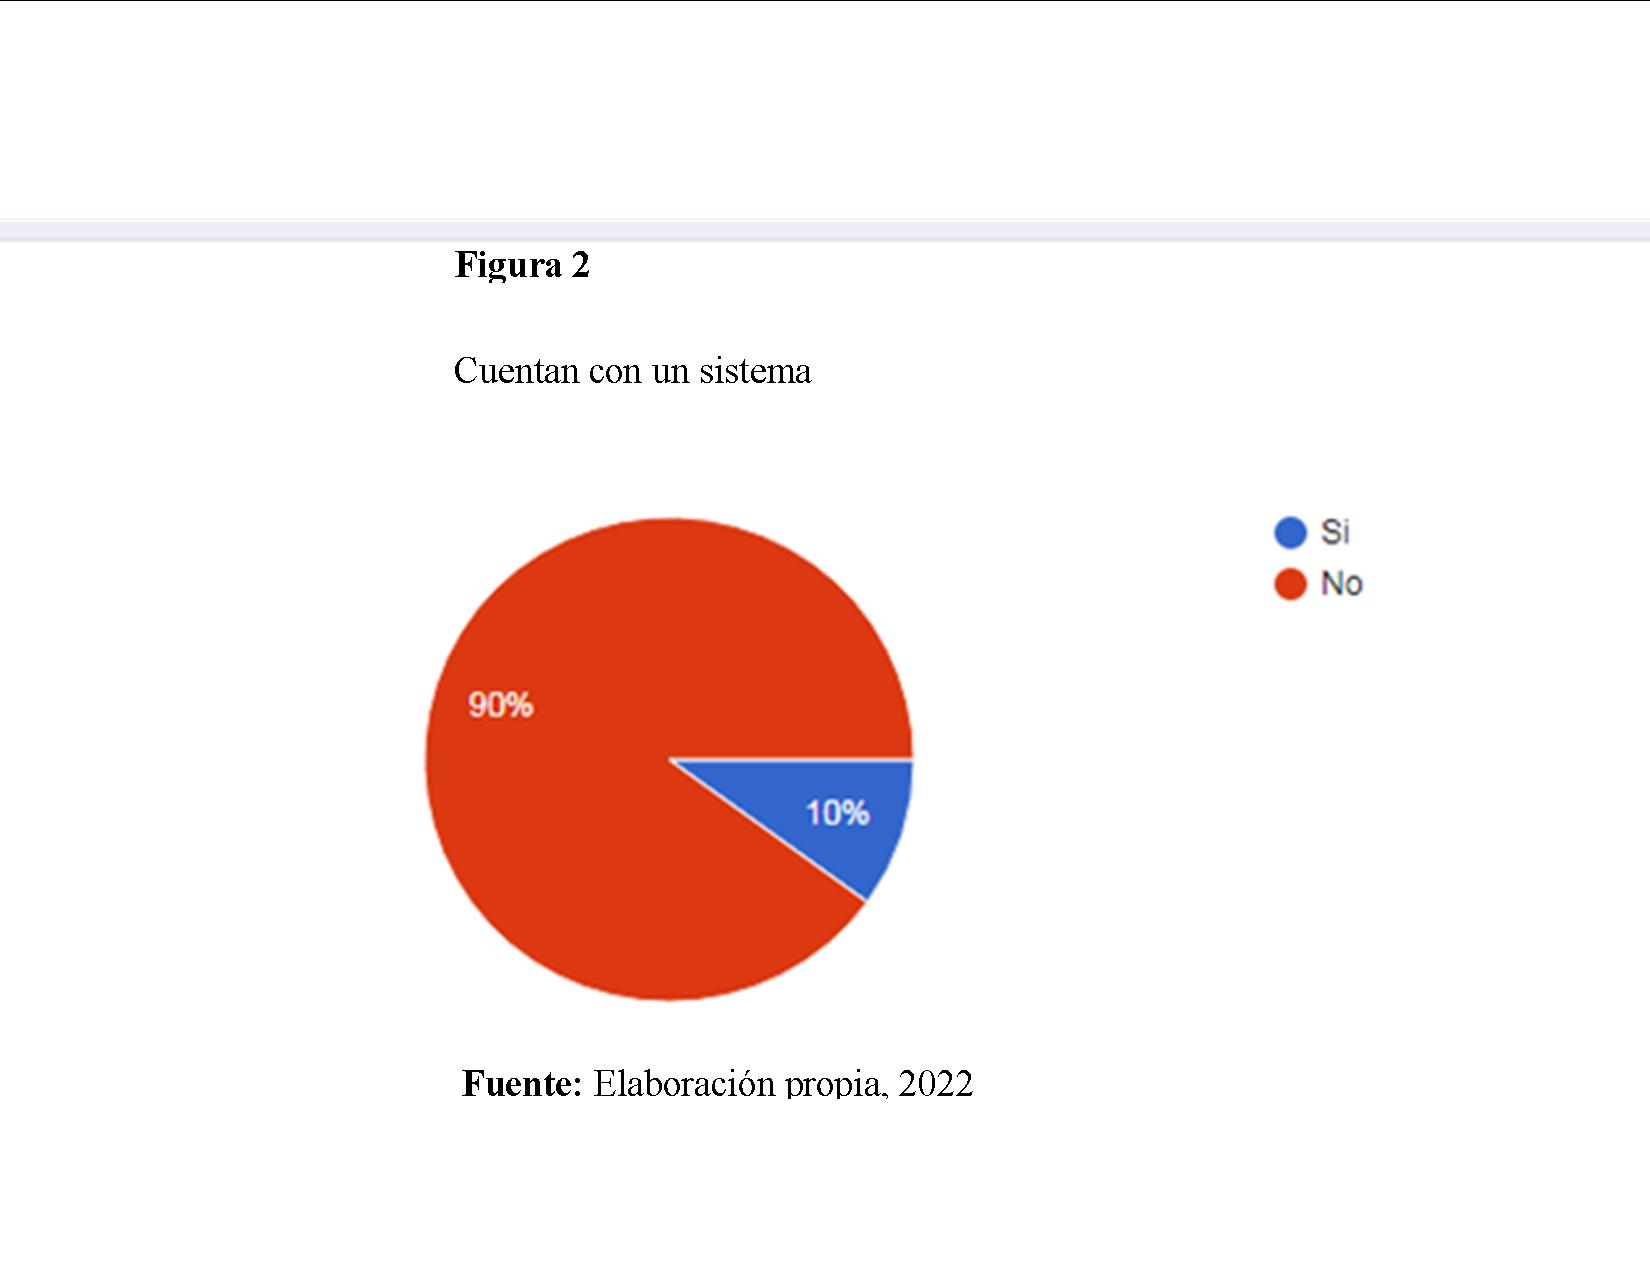 Figura 2
Cuentan con un sistema
Si
No
90%
10%
Fuente: Elaboración propia, 2022